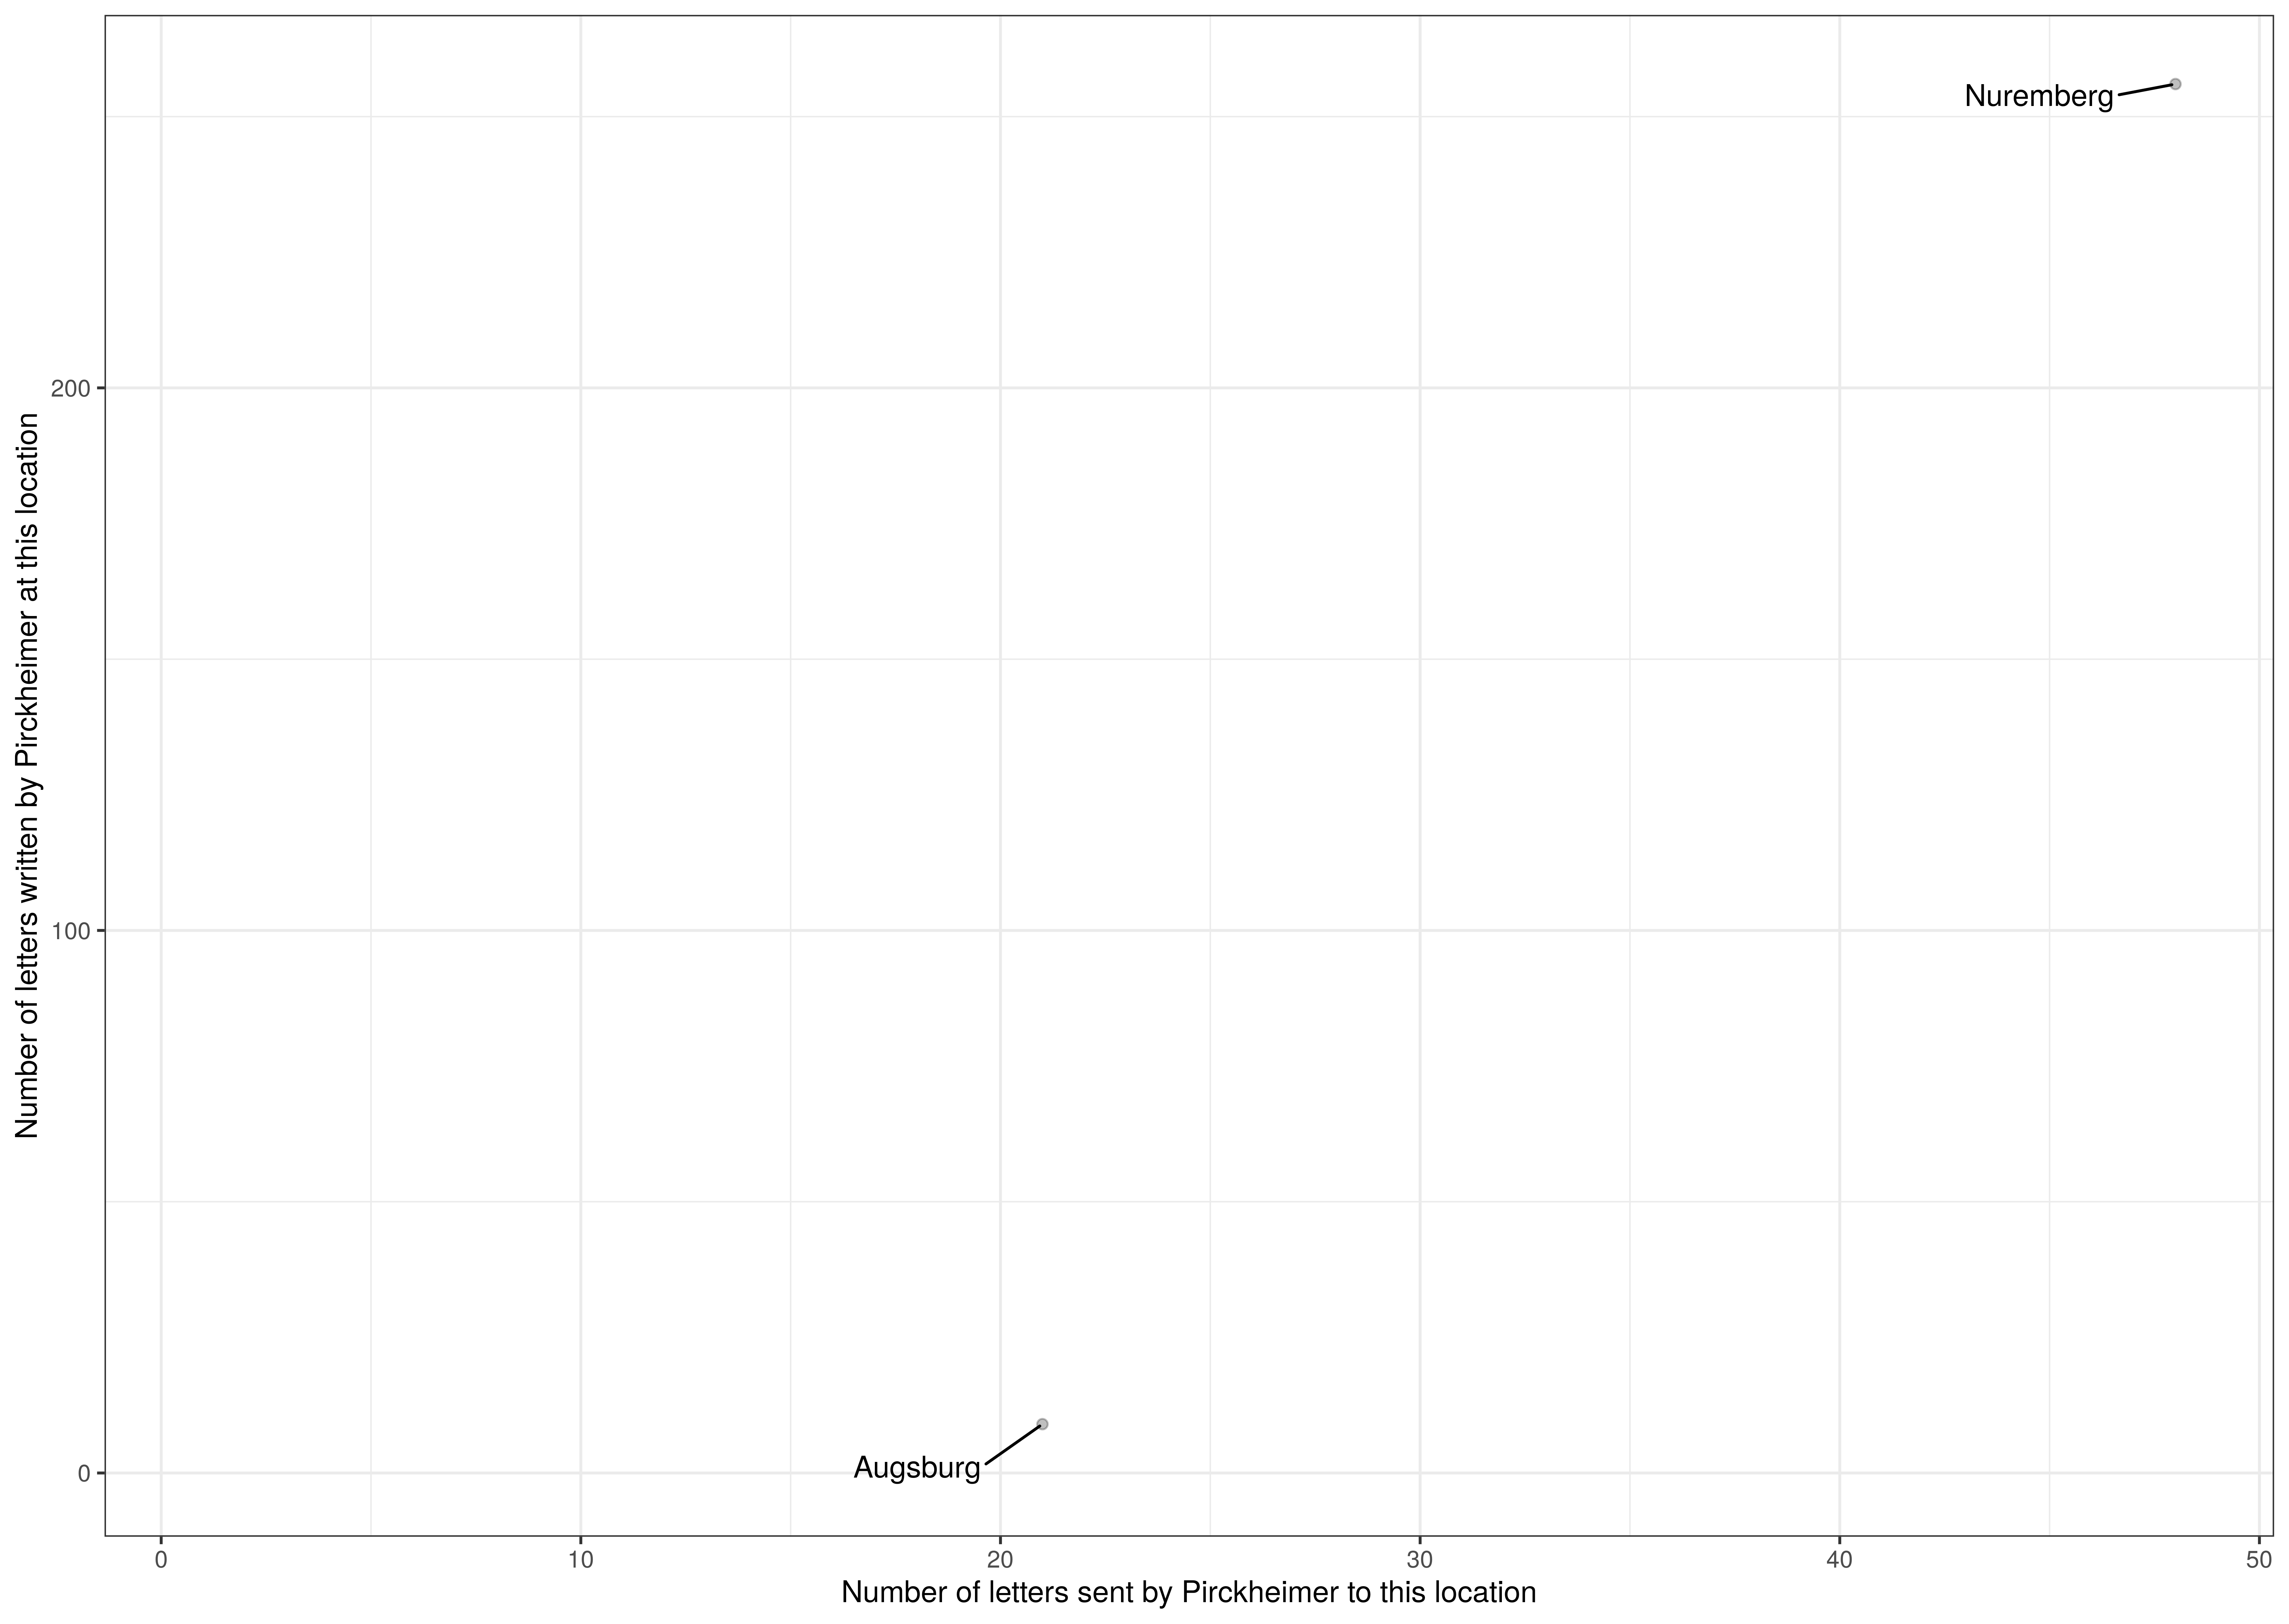 Number of letters written by Pirckheimer at this location
200
100
0
Nuremberg
Augsburg
0 10 20 30 40 50
Number of letters sent by Pirckheimer to this location